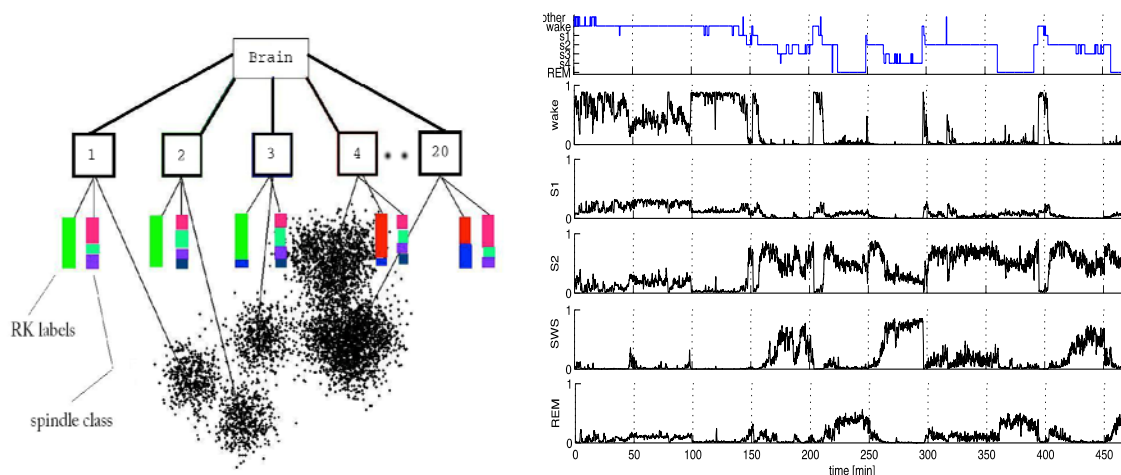 Brain
1 2 3 4 20
RK labels
spindle class
other
wake
s1
s2
s3
s4
REM
wake
1
0
S1
1
0
S2
1
0
SWS
1
0
REM
1
0
0 50 100 150 200 250 300 350 400 450
time [min]